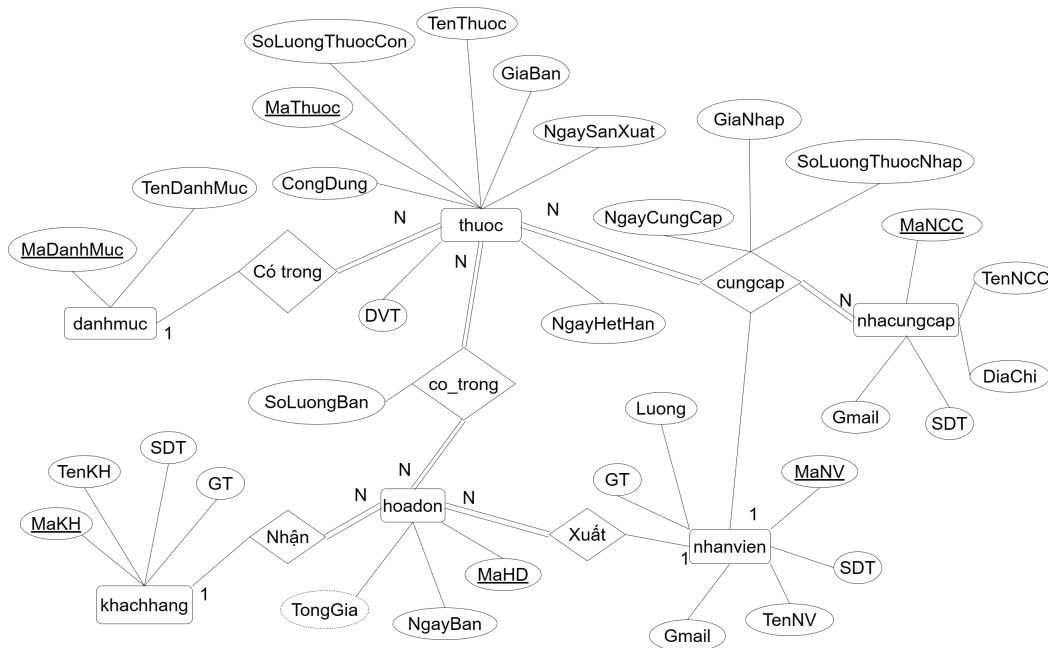 TenThuoc
SoLuongThuocCon
GiaBan
MaThuoc
GiaNhap
NgaySanXuat
SoLuongThuocNhap
TenDanhMuc
CongDung
NgayCungCap
N
N
thuoc
MaNCC
MaDanhMuc
N
Có trong
cungcap
TenNCC
N
danhmuc
1
DVT
NgayHetHan
nhacungcap
DiaChi
co_trong
SoLuongBan
Luong
Gmail
SDT
SDT
TenKH
N
MaNV
GT
GT
N
N
hoadon
1
MaKH
Nhận
Xuất
nhanvien
1
SDT
MaHD
1
khachhang
TongGia
NgayBan
TenNV
Gmail